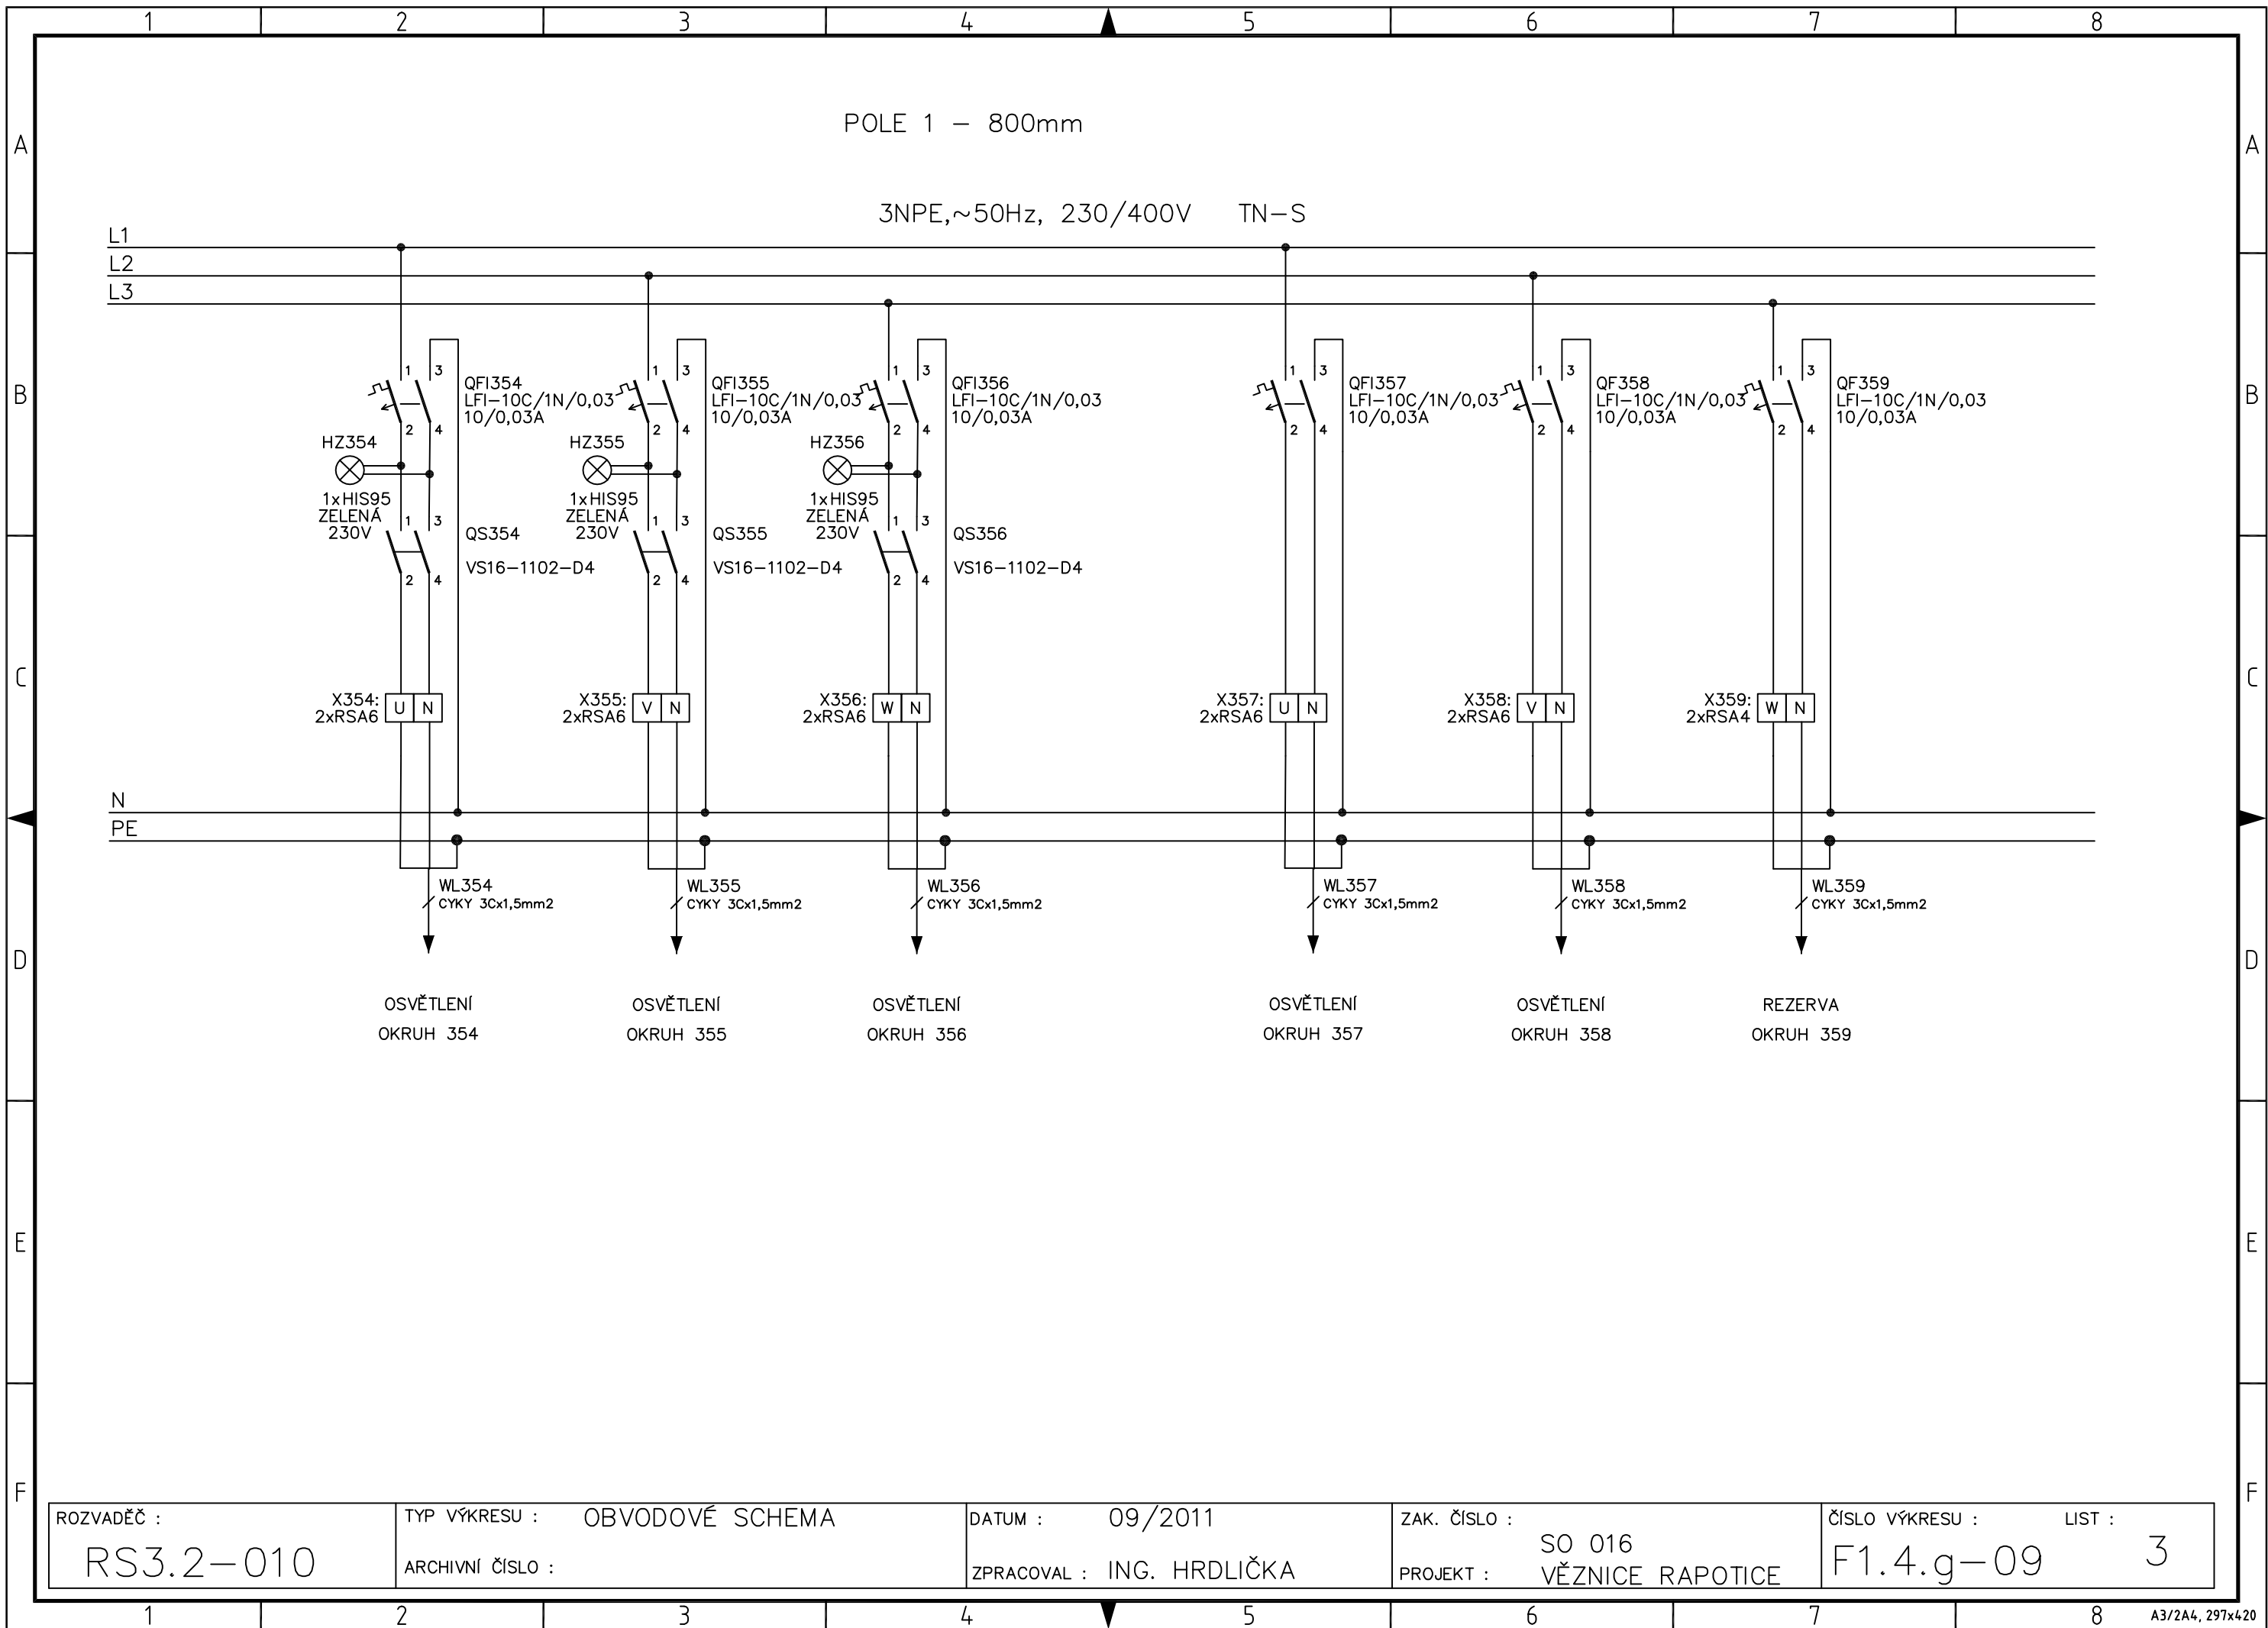 1 2 3 4 5 6 7 8
A A
B B
C C
D D
E E
F F
POLE 1 - 800mm
3NPE,~50Hz, 230/400V TN-S
L1
L2
L3
1 3
2 4
QFI354
LFI-10C/1N/0,03
10/0,03A
HZ354
1xHIS95
ZELENÁ
230V
1 3
2 4
QS354
VS16-1102-D4
X354:
2xRSA6
U N
1 3
2 4
QFI355
LFI-10C/1N/0,03
10/0,03A
HZ355
1xHIS95
ZELENÁ
230V
1 3
2 4
QS355
VS16-1102-D4
X355:
2xRSA6
V N
1 3
2 4
QFI356
LFI-10C/1N/0,03
10/0,03A
HZ356
1xHIS95
ZELENÁ
230V
1 3
2 4
QS356
VS16-1102-D4
X356:
2xRSA6
W N
1 3
2 4
QFI357
LFI-10C/1N/0,03
10/0,03A
X357:
2xRSA6
U N
1 3
2 4
QF358
LFI-10C/1N/0,03
10/0,03A
X358:
2xRSA6
V N
1 3
2 4
QF359
LFI-10C/1N/0,03
10/0,03A
X359:
2xRSA4
W N
N
PE
WL354
CYKY 3Cx1,5mm2
OSVĚTLENÍ
OKRUH 354
WL355
CYKY 3Cx1,5mm2
OSVĚTLENÍ
OKRUH 355
WL356
CYKY 3Cx1,5mm2
OSVĚTLENÍ
OKRUH 356
WL357
CYKY 3Cx1,5mm2
OSVĚTLENÍ
OKRUH 357
WL358
CYKY 3Cx1,5mm2
OSVĚTLENÍ
OKRUH 358
WL359
CYKY 3Cx1,5mm2
REZERVA
OKRUH 359
ROZVADĚČ :
RS3.2-010
TYP VÝKRESU : OBVODOVÉ SCHEMA
ARCHIVNÍ ČÍSLO :
DATUM : 09/2011
ZPRACOVAL : ING. HRDLIČKA
ZAK. ČÍSLO :
SO 016
PROJEKT : VĚZNICE RAPOTICE
ČÍSLO VÝKRESU :
F1.4.g-09
LIST :
3
1 2 3 4 5 6 7 8
A3/2A4, 297x420